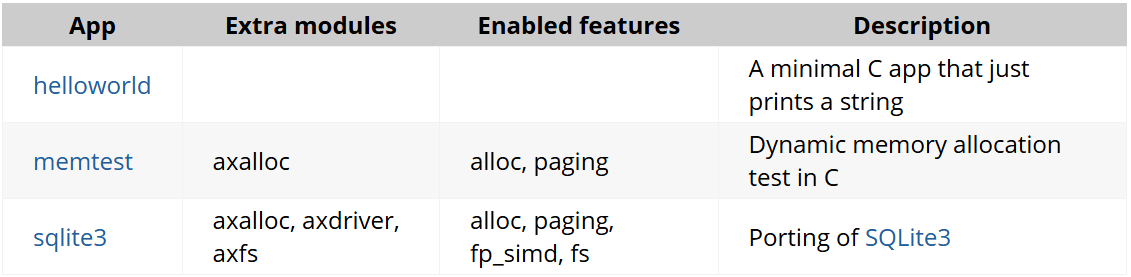 App Extra modules Enabled features Description
helloworld A minimal C app that just
prints a string
memtest axalloc alloc, paging Dynamic memory allocation
test in C
sqlite3 axalloc, axdriver, alloc, paging, Porting of SQLite3
axfs fp_simd, fs